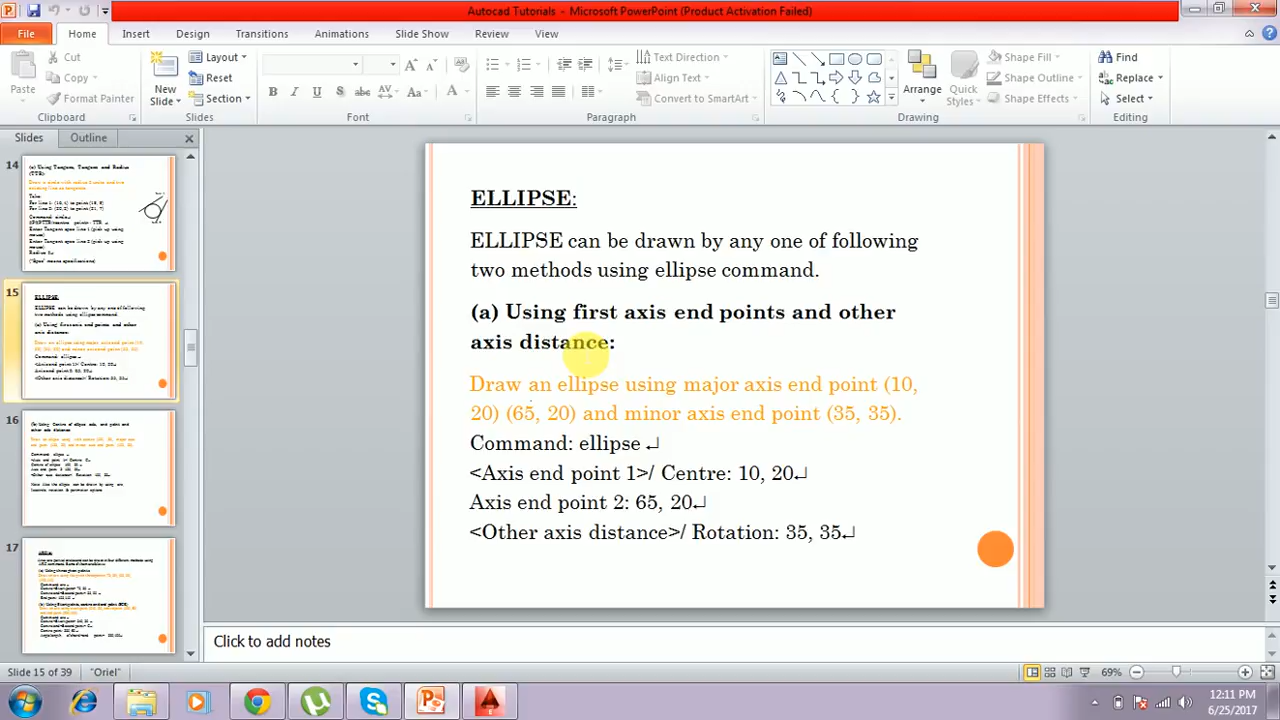 Autocad Tutorials - Microsoft PowerPoint (Product Activation Failed)
File Home Insert Design Transitions Animations Slide Show Review View
Paste
Cut
Copy
Format Painter
Clipboard
New Slide
Layout
Reset
Section
Slides
B I U S abc AV Aa A
Font
Text Direction
Align Text
Convert to SmartArt
Paragraph
Arrange
Quick Styles
Shape Fill
Shape Outline
Shape Effects
Drawing
Find
Replace
Select
Editing
Slides Outline
14
15
16
17
ELLIPSE:
ELLIPSE can be drawn by any one of following
two methods using ellipse command.
(a) Using first axis end points and other
axis distance:
Draw an ellipse using major axis end point (10,
20) (65, 20) and minor axis end point (35, 35).
Command: ellipse ↵
<Axis end point 1>/ Centre: 10, 20↵
Axis end point 2: 65, 20↵
<Other axis distance>/ Rotation: 35, 35↵
Click to add notes
Slide 15 of 39 "Oriel" 69%
12:11 PM
6/25/2017